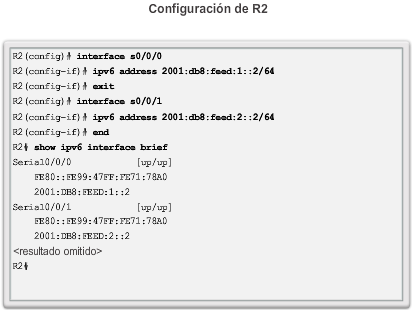 Configuración de R2
R2(config)# interface s0/0/0
R2(config-if)# ipv6 address 2001:db8:feed:1::2/64
R2(config-if)# exit
R2(config)# interface s0/0/1
R2(config-if)# ipv6 address 2001:db8:feed:2::2/64
R2(config-if)# end
R2# show ipv6 interface brief
Serial0/0/0 [up/up]
FE80::FE99:47FF:FE71:78A0
2001:DB8:FEED:1::2
Serial0/0/1 [up/up]
FE80::FE99:47FF:FE71:78A0
2001:DB8:FEED:2::2
<resultado omitido>
R2#